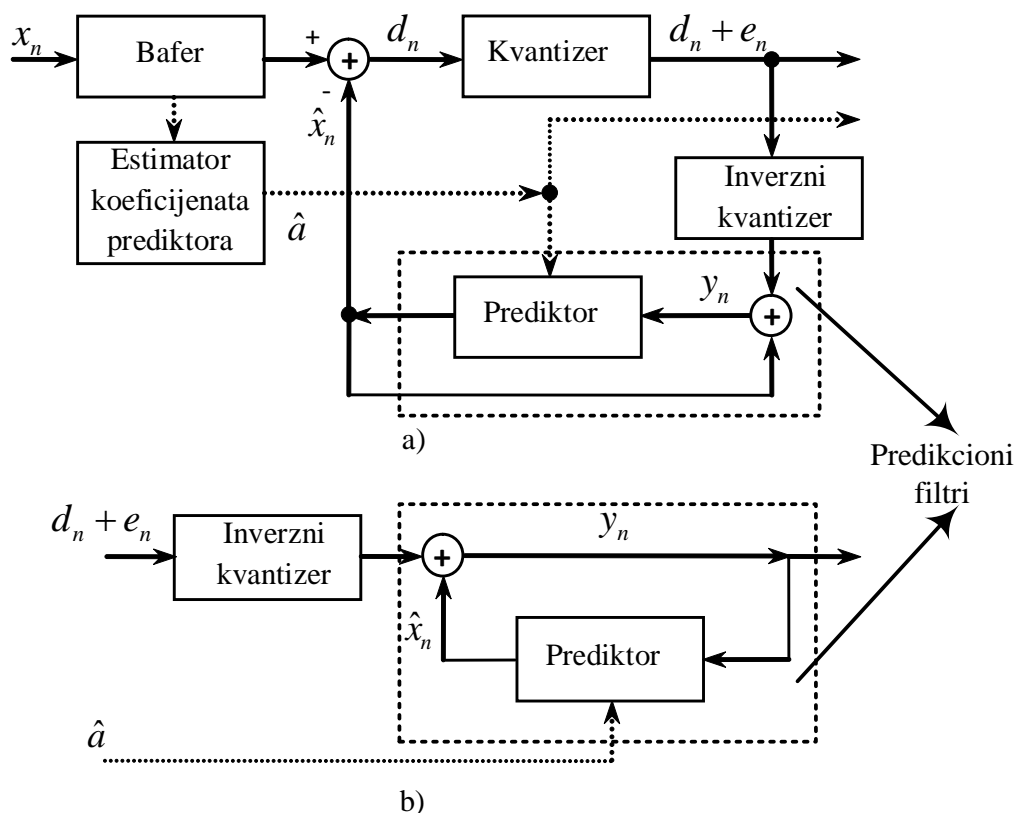 x_n
Bafer
+
+
-
d_n
Kvantizer
d_n + e_n
x̂_n
Estimator
koeficijenata
prediktora
â
Inverzni
kvantizer
Prediktor
y_n
+
a)
Predikcioni
filtri
d_n + e_n
Inverzni
kvantizer
+
y_n
x̂_n
Prediktor
â
b)